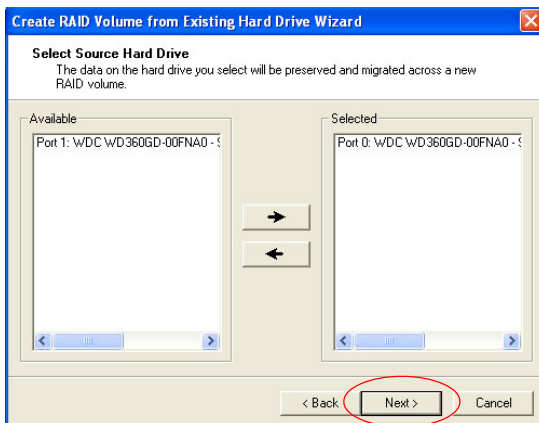 Create RAID Volume from Existing Hard Drive Wizard
Select Source Hard Drive
The data on the hard drive you select will be preserved and migrated across a new
RAID volume.
Available
Port 1: WDC WD360GD-00FNA0 -
Selected
Port 0: WDC WD360GD-00FNA0 -
< Back
Next >
Cancel